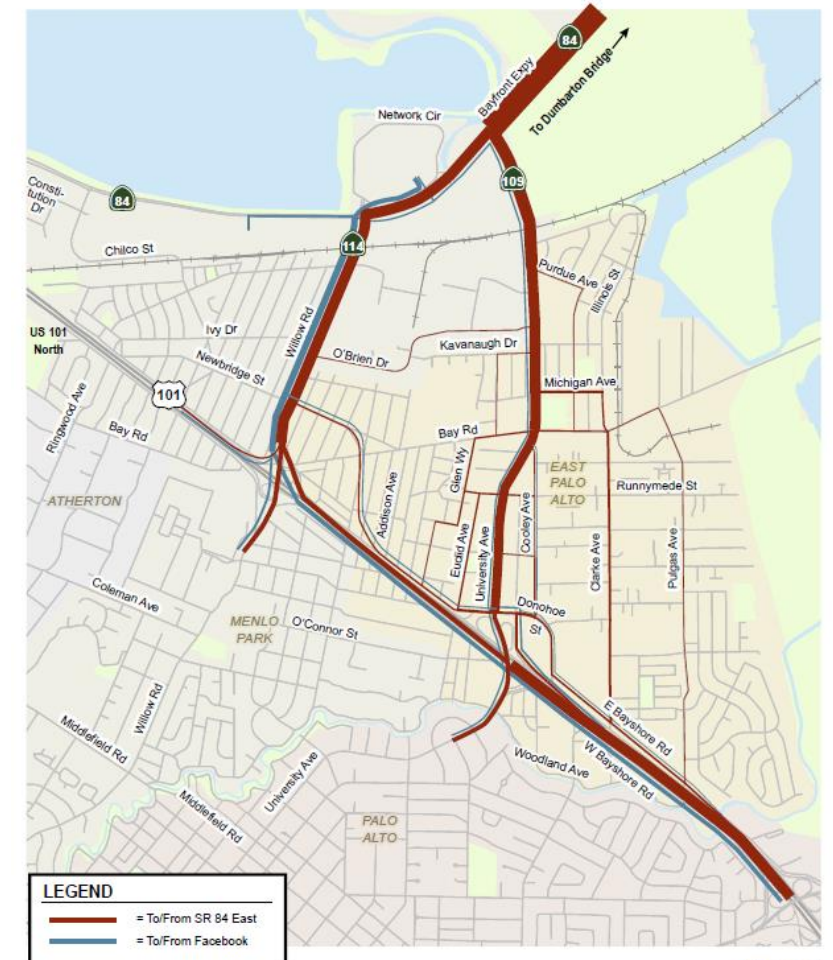 84
Bayfront Expy
To Dumbarton Bridge
Network Cir
109
Consti-
tution
Dr
84
114
Chilco St
Purdue Ave
Illinois St
US 101
North
Ivy Dr
Willow Rd
Kavanaugh Dr
O'Brien Dr
Newbridge St
Michigan Ave
101
Ringwood Ave
Bay Rd
Bay Rd
Glen Wy
EAST
PALO
ALTO
Runnymede St
ATHERTON
Addison Ave
Euclid Ave
University Ave
Cooley Ave
Clarke Ave
Pulgas Ave
Coleman Ave
Donohoe
St
MENLO
PARK
O'Connor St
Willow Rd
E Bayshore Rd
W Bayshore Rd
Middlefield Rd
University Ave
Woodland Ave
Middlefield Rd
PALO
ALTO
LEGEND
= To/From SR 84 East
= To/From Facebook